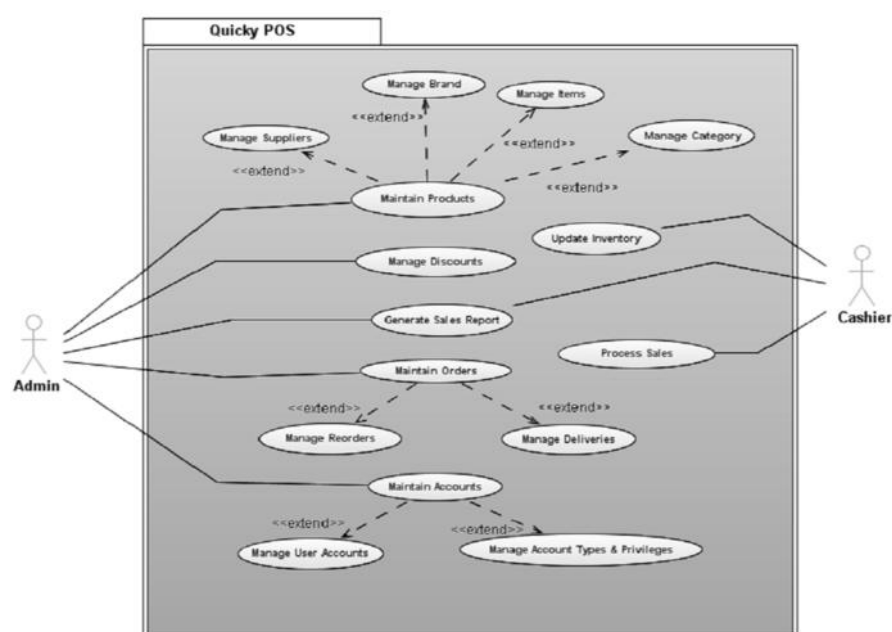 Quicky POS
Manage Brand
Manage Items
<<extend>>
Manage Suppliers
Manage Category
<<extend>>
<<extend>>
<<extend>>
Maintain Products
Update Inventory
Manage Discounts
Generate Sales Report
Cashier
Process Sales
Admin
Maintain Orders
<<extend>>
<<extend>>
Manage Reorders
Manage Deliveries
Maintain Accounts
<<extend>>
<<extend>>
Manage User Accounts
Manage Account Types & Privileges